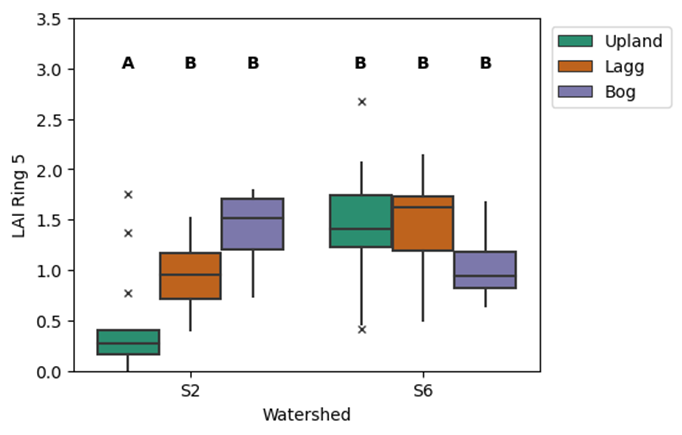 3.5
3.0
2.5
2.0
1.5
1.0
0.5
0.0
LAI Ring 5
A B B B B B
S2 S6
Watershed
Upland
Lagg
Bog